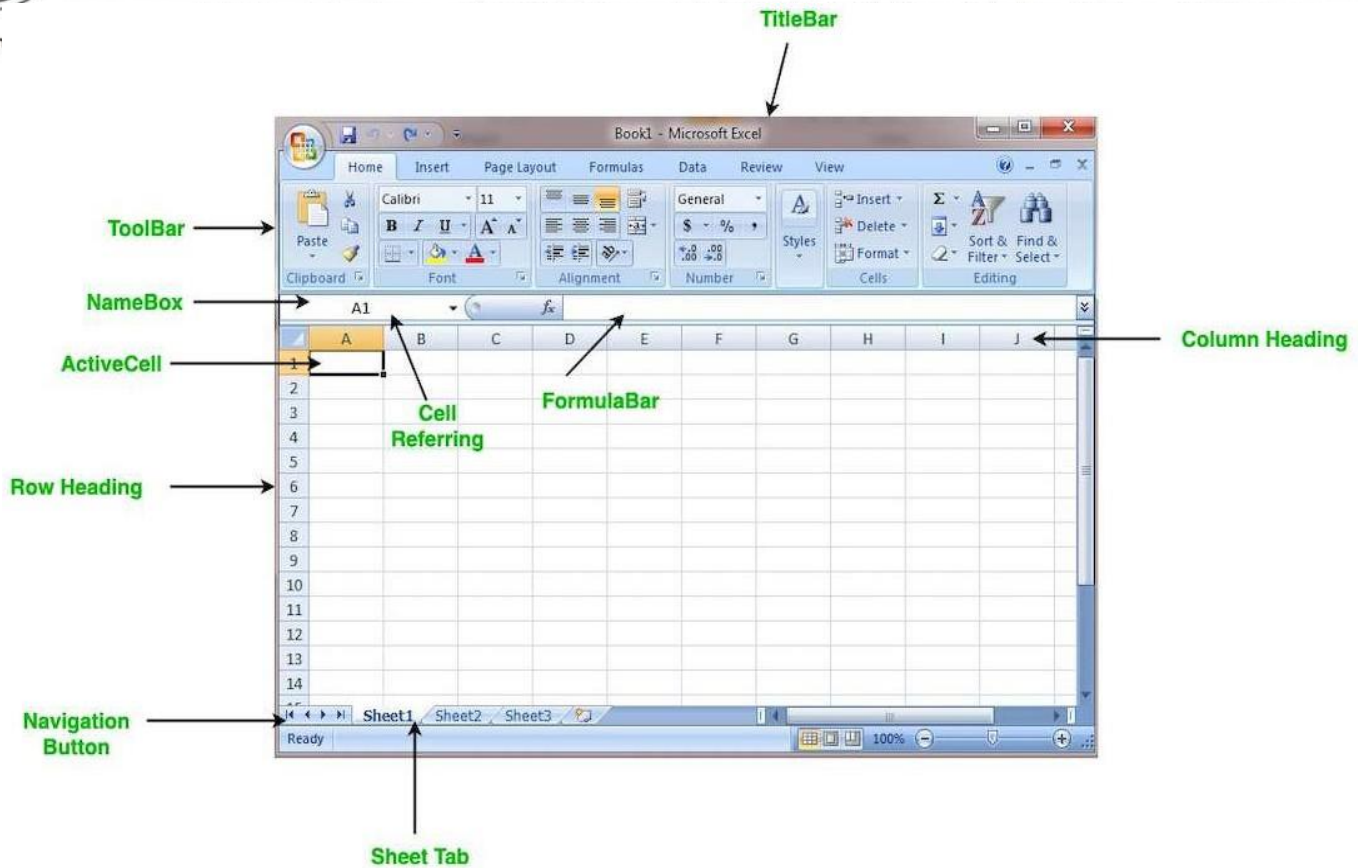 TitleBar
Book1 - Microsoft Excel
Home Insert Page Layout Formulas Data Review View
Calibri 11 General Insert Σ
ToolBar B I U A A $ % , Delete
Paste Styles Format Sort & Find &
A .00 .00 Filter Select
Clipboard Font Alignment Number Cells Editing
NameBox A1 fx
A B C D E F G H I J Column Heading
ActiveCell 1
2
3 Cell FormulaBar
4 Referring
5
Row Heading 6
7
8
9
10
11
12
13
14
Navigation Sheet1 Sheet2 Sheet3
Button Ready 100%
Sheet Tab